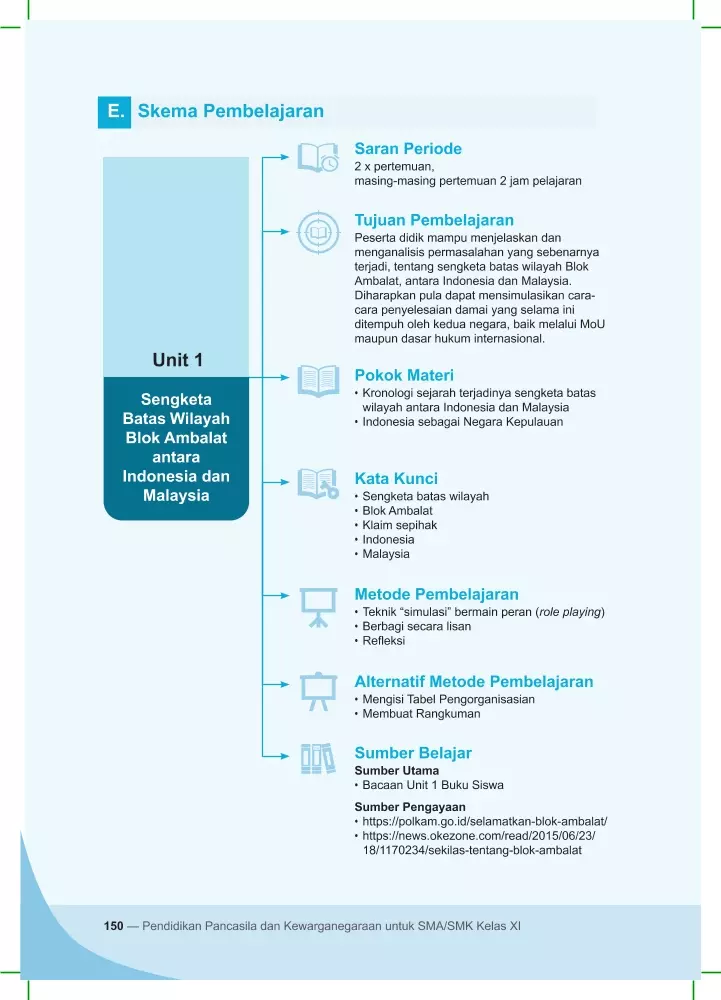 E. Skema Pembelajaran
Unit 1
Sengketa
Batas Wilayah
Blok Ambalat
antara
Indonesia dan
Malaysia
Saran Periode
2 x pertemuan,
masing-masing pertemuan 2 jam pelajaran
Tujuan Pembelajaran
Peserta didik mampu menjelaskan dan
menganalisis permasalahan yang sebenarnya
terjadi, tentang sengketa batas wilayah Blok
Ambalat, antara Indonesia dan Malaysia.
Diharapkan pula dapat mensimulasikan cara-
cara penyelesaian damai yang selama ini
ditempuh oleh kedua negara, baik melalui MoU
maupun dasar hukum internasional.
Pokok Materi
• Kronologi sejarah terjadinya sengketa batas
wilayah antara Indonesia dan Malaysia
• Indonesia sebagai Negara Kepulauan
Kata Kunci
• Sengketa batas wilayah
• Blok Ambalat
• Klaim sepihak
• Indonesia
• Malaysia
Metode Pembelajaran
• Teknik “simulasi” bermain peran (role playing)
• Berbagi secara lisan
• Refleksi
Alternatif Metode Pembelajaran
• Mengisi Tabel Pengorganisasian
• Membuat Rangkuman
Sumber Belajar
Sumber Utama
• Bacaan Unit 1 Buku Siswa
Sumber Pengayaan
• https://polkam.go.id/selamatkan-blok-ambalat/
• https://news.okezone.com/read/2015/06/23/
18/1170234/sekilas-tentang-blok-ambalat
150 — Pendidikan Pancasila dan Kewarganegaraan untuk SMA/SMK Kelas XI